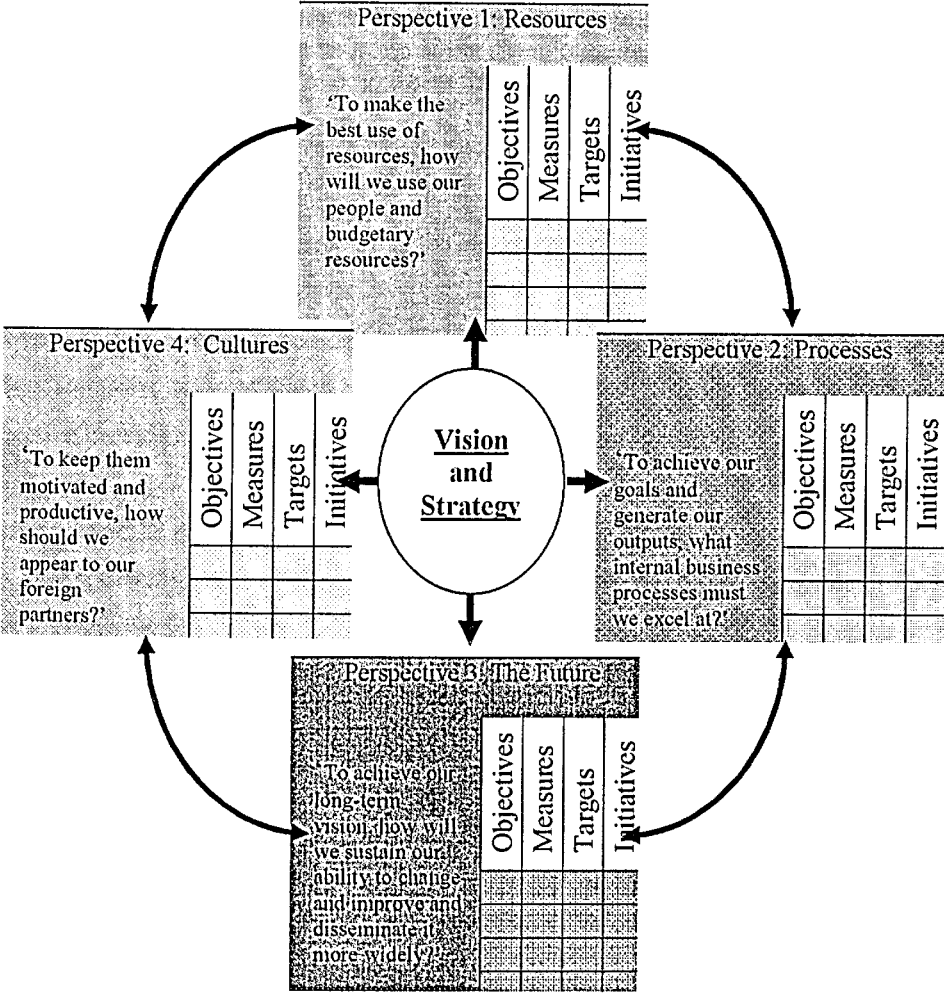 Perspective 1: Resources
'To make the
best use of
resources, how
will we use our
people and
budgetary
resources?'
Objectives
Measures
Targets
Initiatives
Perspective 4: Cultures
'To keep them
motivated and
productive, how
should we
appear to our
foreign
partners?'
Objectives
Measures
Targets
Initiatives
Vision
and
Strategy
Perspective 2: Processes
'To achieve our
goals and
generate our
outputs, what
internal business
processes must
we excel at?'
Objectives
Measures
Targets
Initiatives
Perspective 3: The Future
'To achieve our
long-term
vision, how will
we sustain our
ability to change
and improve and
disseminate it
more widely?'
Objectives
Measures
Targets
Initiatives